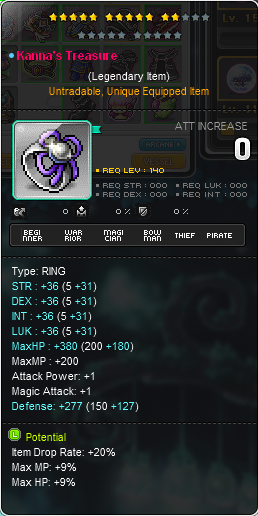 Kanna's Treasure
(Legendary Item)
Untradable, Unique Equipped Item
ATT INCREASE
0
REQ LEV : 140
REQ STR : 000 REQ LUK : 000
REQ DEX : 000 REQ INT : 000
0 0 % 0 %
BEGINNER WARRIOR MAGICIAN BOWMAN THIEF PIRATE
Type: RING
STR : +36 (5 +31)
DEX : +36 (5 +31)
INT : +36 (5 +31)
LUK : +36 (5 +31)
MaxHP : +380 (200 +180)
MaxMP : +200
Attack Power: +1
Magic Attack: +1
Defense: +277 (150 +127)
L Potential
Item Drop Rate: +20%
Max MP: +9%
Max HP: +9%